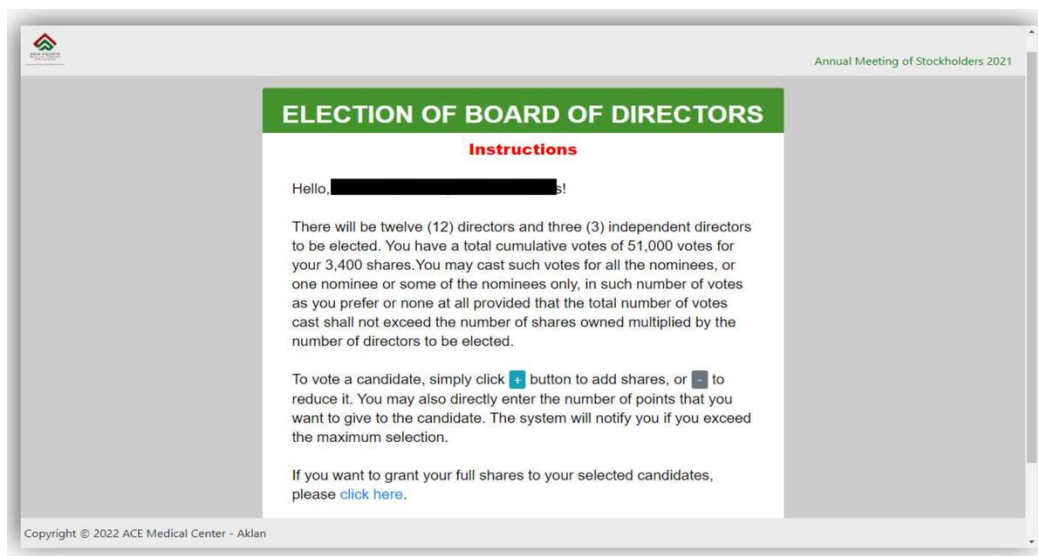 ASIA PACIFIC
Annual Meeting of Stockholders 2021
ELECTION OF BOARD OF DIRECTORS
Instructions
Hello, s!
There will be twelve (12) directors and three (3) independent directors
to be elected. You have a total cumulative votes of 51,000 votes for
your 3,400 shares.You may cast such votes for all the nominees, or
one nominee or some of the nominees only, in such number of votes
as you prefer or none at all provided that the total number of votes
cast shall not exceed the number of shares owned multiplied by the
number of directors to be elected.
To vote a candidate, simply click + button to add shares, or - to
reduce it. You may also directly enter the number of points that you
want to give to the candidate. The system will notify you if you exceed
the maximum selection.
If you want to grant your full shares to your selected candidates,
please click here.
Copyright © 2022 ACE Medical Center - Aklan